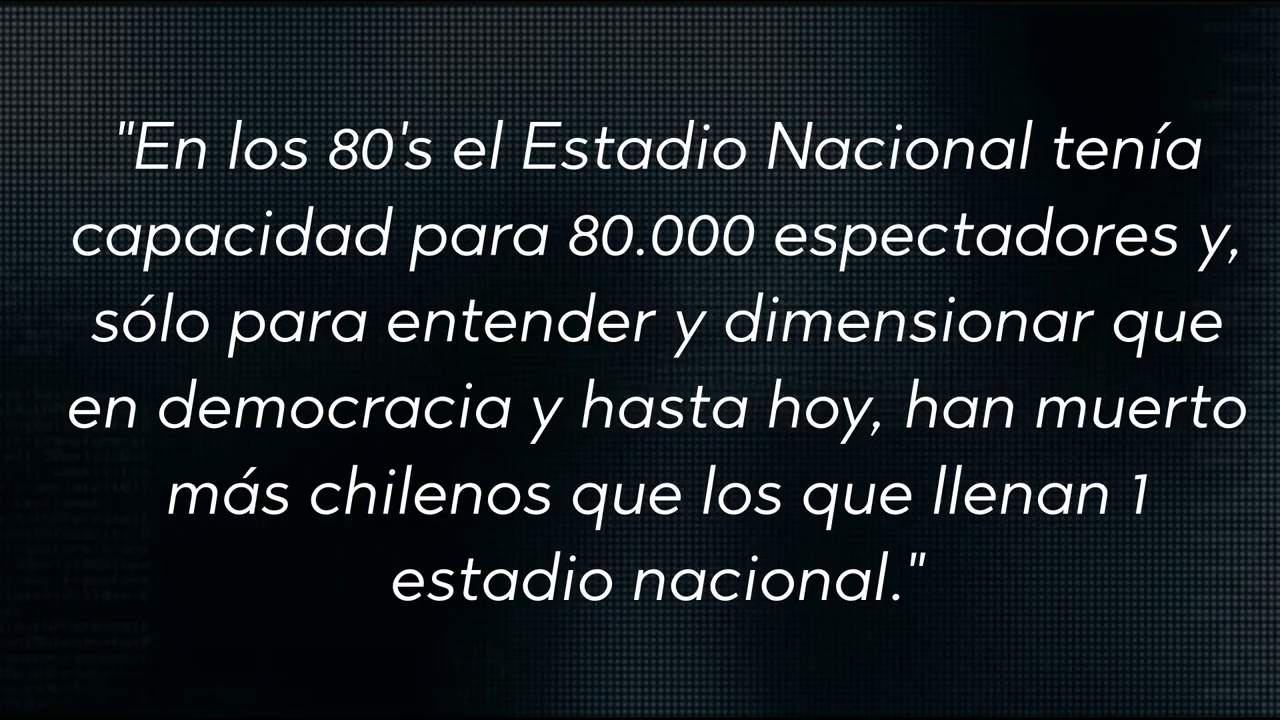 "En los 80's el Estadio Nacional tenía
capacidad para 80.000 espectadores y,
sólo para entender y dimensionar que
en democracia y hasta hoy, han muerto
más chilenos que los que llenan 1
estadio nacional."